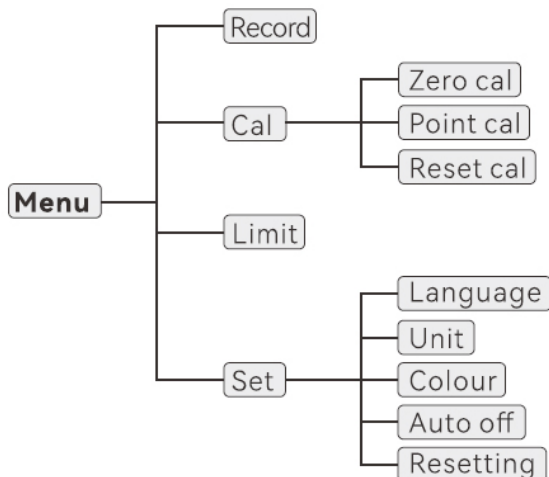 Record
Cal
Zero cal
Point cal
Reset cal
Menu
Limit
Set
Language
Unit
Colour
Auto off
Resetting